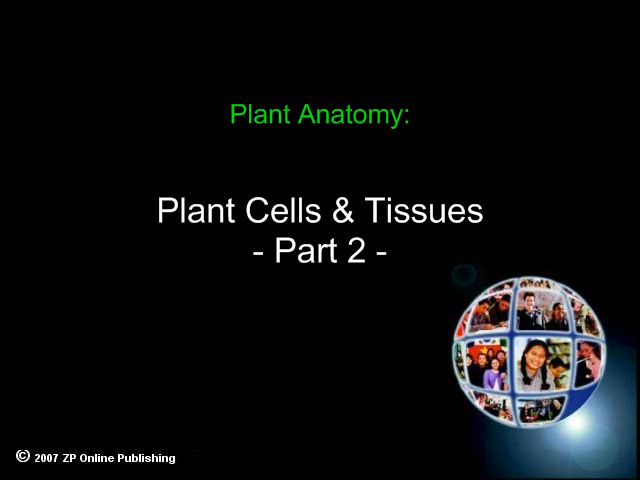 Plant Anatomy:
Plant Cells & Tissues
- Part 2 -
© 2007 ZP Online Publishing